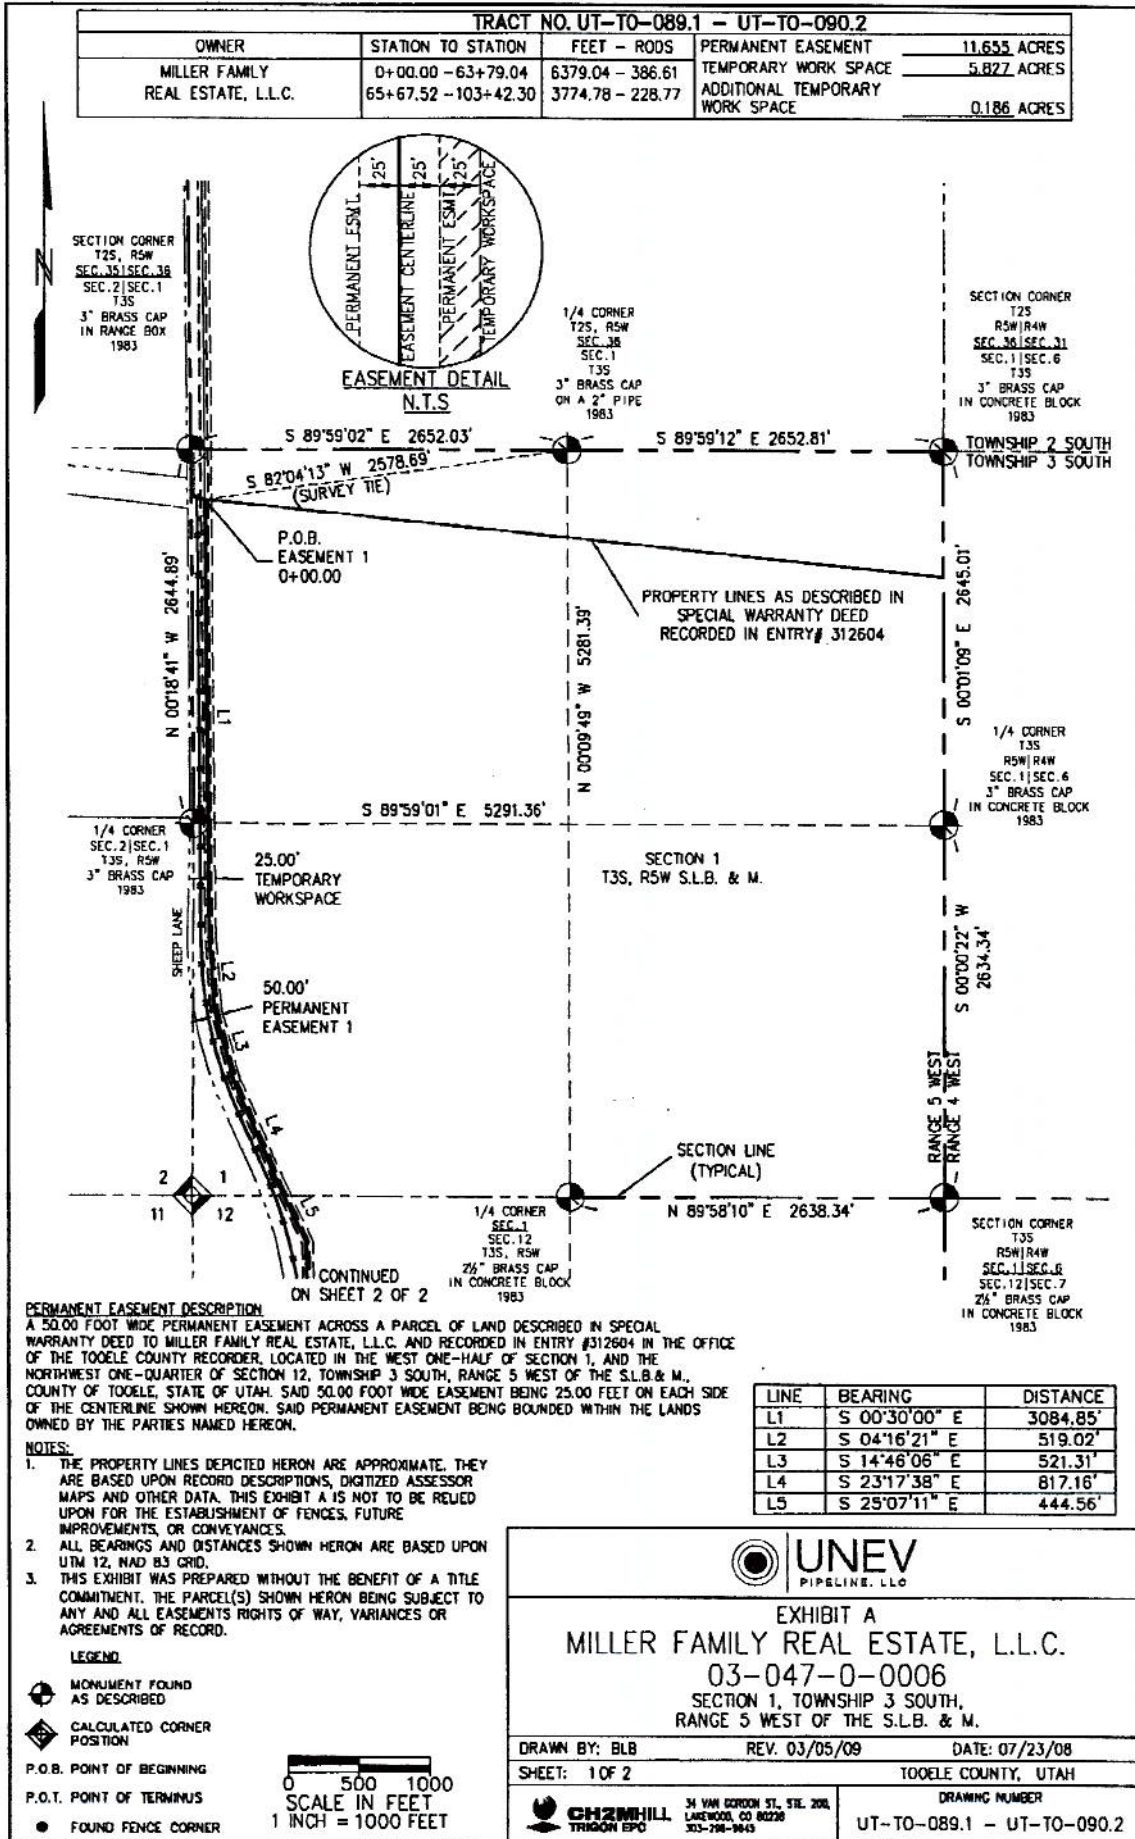 TRACT NO. UT-TO-089.1 - UT-TO-090.2
OWNER
STATION TO STATION
FEET - RODS
MILLER FAMILY
REAL ESTATE, L.L.C.
0+00.00 -63+79.04
6379.04 - 386.61
65+67.52 -103+42.30
3774.78 - 228.77
PERMANENT EASEMENT 11.655 ACRES
TEMPORARY WORK SPACE 5.827 ACRES
ADDITIONAL TEMPORARY
WORK SPACE 0.186 ACRES
N
25'
25'
25'
PERMANENT ESMT.
EASEMENT CENTERLINE
PERMANENT ESMT.
TEMPORARY WORKSPACE
EASEMENT DETAIL
N.T.S
SECTION CORNER
T2S, R5W
SEC.35|SEC.36
SEC.2|SEC.1
T3S
3" BRASS CAP
IN RANGE BOX
1983
1/4 CORNER
T2S, R5W
SEC.36
SEC.1
T3S
3" BRASS CAP
ON A 2" PIPE
1983
SECTION CORNER
T2S
R5W|R4W
SEC.36|SEC.31
SEC.1|SEC.6
T3S
3" BRASS CAP
IN CONCRETE BLOCK
1983
S 89°59'02" E 2652.03'
S 89°59'12" E 2652.81'
TOWNSHIP 2 SOUTH
TOWNSHIP 3 SOUTH
S 82°04'13" W 2578.69'
(SURVEY TIE)
P.O.B.
EASEMENT 1
0+00.00
N 00°18'41" W 2644.89'
L1
N 00°09'49" W 5281.39'
PROPERTY LINES AS DESCRIBED IN
SPECIAL WARRANTY DEED
RECORDED IN ENTRY# 312604
S 00°01'09" E 2645.01'
1/4 CORNER
T3S
R5W|R4W
SEC.1|SEC.6
3" BRASS CAP
IN CONCRETE BLOCK
1983
S 89°59'01" E 5291.36'
1/4 CORNER
SEC.2|SEC.1
T3S, R5W
3" BRASS CAP
1983
25.00'
TEMPORARY
WORKSPACE
SECTION 1
T3S, R5W S.L.B. & M.
SHEEP LANE
L2
50.00'
PERMANENT
EASEMENT 1
L3
L4
L5
S 00°00'22" W
2634.34'
RANGE 5 WEST
RANGE 4 WEST
SECTION LINE
(TYPICAL)
2
1
11
12
N 89°58'10" E 2638.34'
1/4 CORNER
SEC.1
SEC.12
T3S, R5W
2½" BRASS CAP
IN CONCRETE BLOCK
1983
SECTION CORNER
T3S
R5W|R4W
SEC.1|SEC.6
SEC.12|SEC.7
2½" BRASS CAP
IN CONCRETE BLOCK
1983
CONTINUED
ON SHEET 2 OF 2
PERMANENT EASEMENT DESCRIPTION
A 50.00 FOOT WIDE PERMANENT EASEMENT ACROSS A PARCEL OF LAND DESCRIBED IN SPECIAL
WARRANTY DEED TO MILLER FAMILY REAL ESTATE, L.L.C. AND RECORDED IN ENTRY #312604 IN THE OFFICE
OF THE TOOELE COUNTY RECORDER, LOCATED IN THE WEST ONE-HALF OF SECTION 1, AND THE
NORTHWEST ONE-QUARTER OF SECTION 12, TOWNSHIP 3 SOUTH, RANGE 5 WEST OF THE S.L.B.& M.,
COUNTY OF TOOELE, STATE OF UTAH. SAID 50.00 FOOT WIDE EASEMENT BEING 25.00 FEET ON EACH SIDE
OF THE CENTERLINE SHOWN HEREON. SAID PERMANENT EASEMENT BEING BOUNDED WITHIN THE LANDS
OWNED BY THE PARTIES NAMED HEREON.
LINE BEARING DISTANCE
L1 S 00°30'00" E 3084.85'
L2 S 04°16'21" E 519.02'
L3 S 14°46'06" E 521.31'
L4 S 23°17'38" E 817.16'
L5 S 25°07'11" E 444.56'
NOTES:
1. THE PROPERTY LINES DEPICTED HERON ARE APPROXIMATE. THEY
ARE BASED UPON RECORD DESCRIPTIONS, DIGITIZED ASSESSOR
MAPS AND OTHER DATA. THIS EXHIBIT A IS NOT TO BE RELIED
UPON FOR THE ESTABLISHMENT OF FENCES, FUTURE
IMPROVEMENTS, OR CONVEYANCES.
2. ALL BEARINGS AND DISTANCES SHOWN HERON ARE BASED UPON
UTM 12, NAD 83 GRID.
3. THIS EXHIBIT WAS PREPARED WITHOUT THE BENEFIT OF A TITLE
COMMITMENT. THE PARCEL(S) SHOWN HERON BEING SUBJECT TO
ANY AND ALL EASEMENTS RIGHTS OF WAY, VARIANCES OR
AGREEMENTS OF RECORD.
LEGEND
MONUMENT FOUND
AS DESCRIBED
CALCULATED CORNER
POSITION
P.O.B. POINT OF BEGINNING
P.O.T. POINT OF TERMINUS
FOUND FENCE CORNER
0 500 1000
SCALE IN FEET
1 INCH = 1000 FEET
UNEV
PIPELINE, LLC
EXHIBIT A
MILLER FAMILY REAL ESTATE, L.L.C.
03-047-0-0006
SECTION 1, TOWNSHIP 3 SOUTH,
RANGE 5 WEST OF THE S.L.B. & M.
DRAWN BY: BLB
REV. 03/05/09
DATE: 07/23/08
SHEET: 1 OF 2
TOOELE COUNTY, UTAH
CH2MHILL
TRIGON EPC
34 VAN GORDON ST., STE. 200,
LAKEWOOD, CO 80228
DRAWING NUMBER
UT-TO-089.1 - UT-TO-090.2